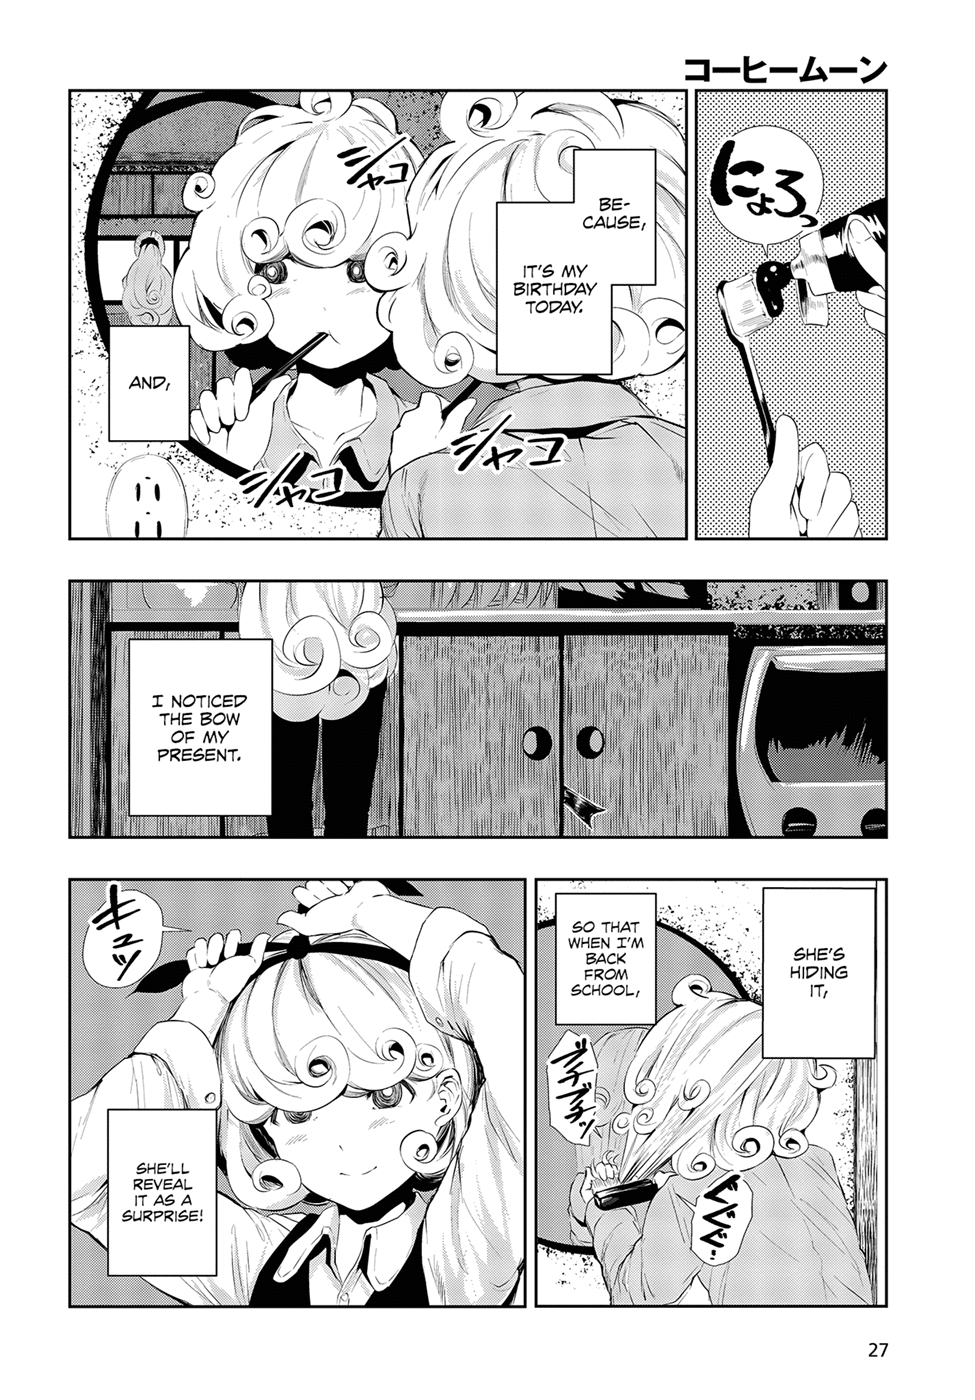 コーヒームーン
にょろっ
BE-
CAUSE,
IT'S MY
BIRTHDAY
TODAY.
シャコ
シャコ
シャコ
AND,
I NOTICED
THE BOW
OF MY
PRESENT.
SHE'S
HIDING
IT,
SO THAT
WHEN I'M
BACK
FROM
SCHOOL,
ブチブチッ
ぐぐぐ…
キュッ
SHE'LL
REVEAL
IT AS A
SURPRISE!
27